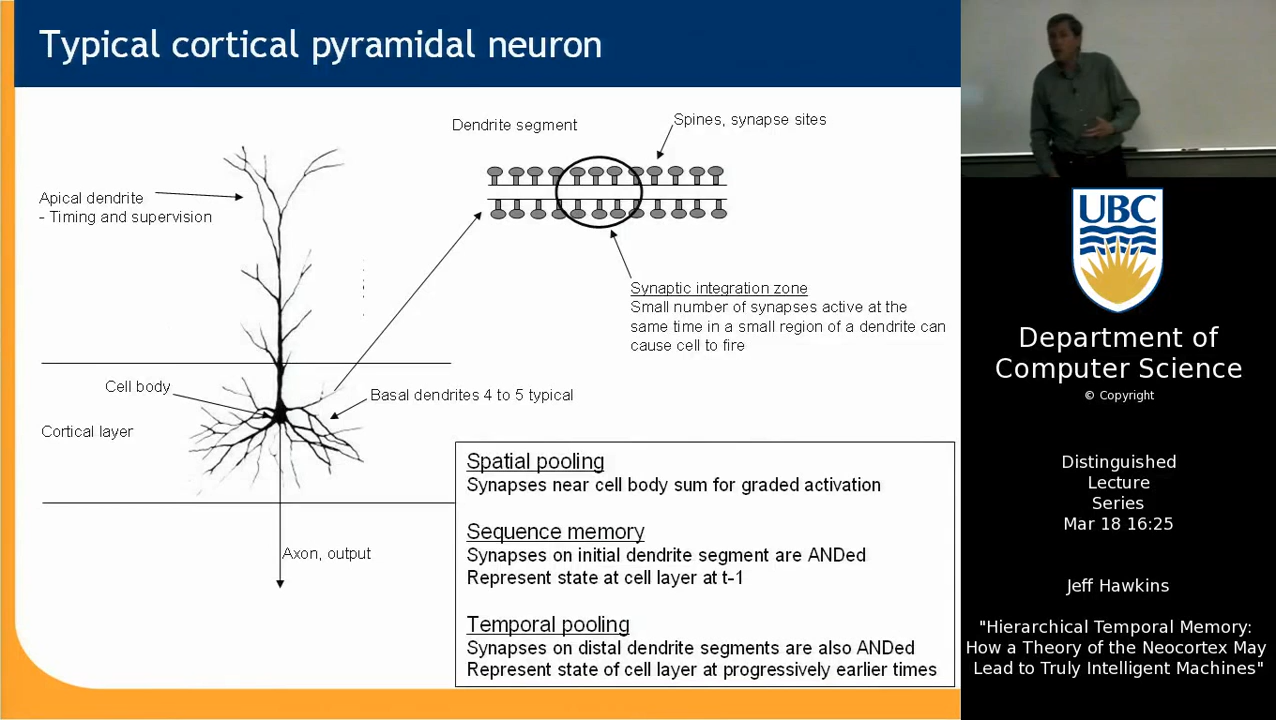 Typical cortical pyramidal neuron
Dendrite segment
Spines, synapse sites
Apical dendrite
- Timing and supervision
Synaptic integration zone
Small number of synapses active at the
same time in a small region of a dendrite can
cause cell to fire
Cell body
Basal dendrites 4 to 5 typical
Cortical layer
Axon, output
Spatial pooling
Synapses near cell body sum for graded activation
Sequence memory
Synapses on initial dendrite segment are ANDed
Represent state at cell layer at t-1
Temporal pooling
Synapses on distal dendrite segments are also ANDed
Represent state of cell layer at progressively earlier times
UBC
Department of
Computer Science
© Copyright
Distinguished
Lecture
Series
Mar 18 16:25
Jeff Hawkins
"Hierarchical Temporal Memory:
How a Theory of the Neocortex May
Lead to Truly Intelligent Machines"